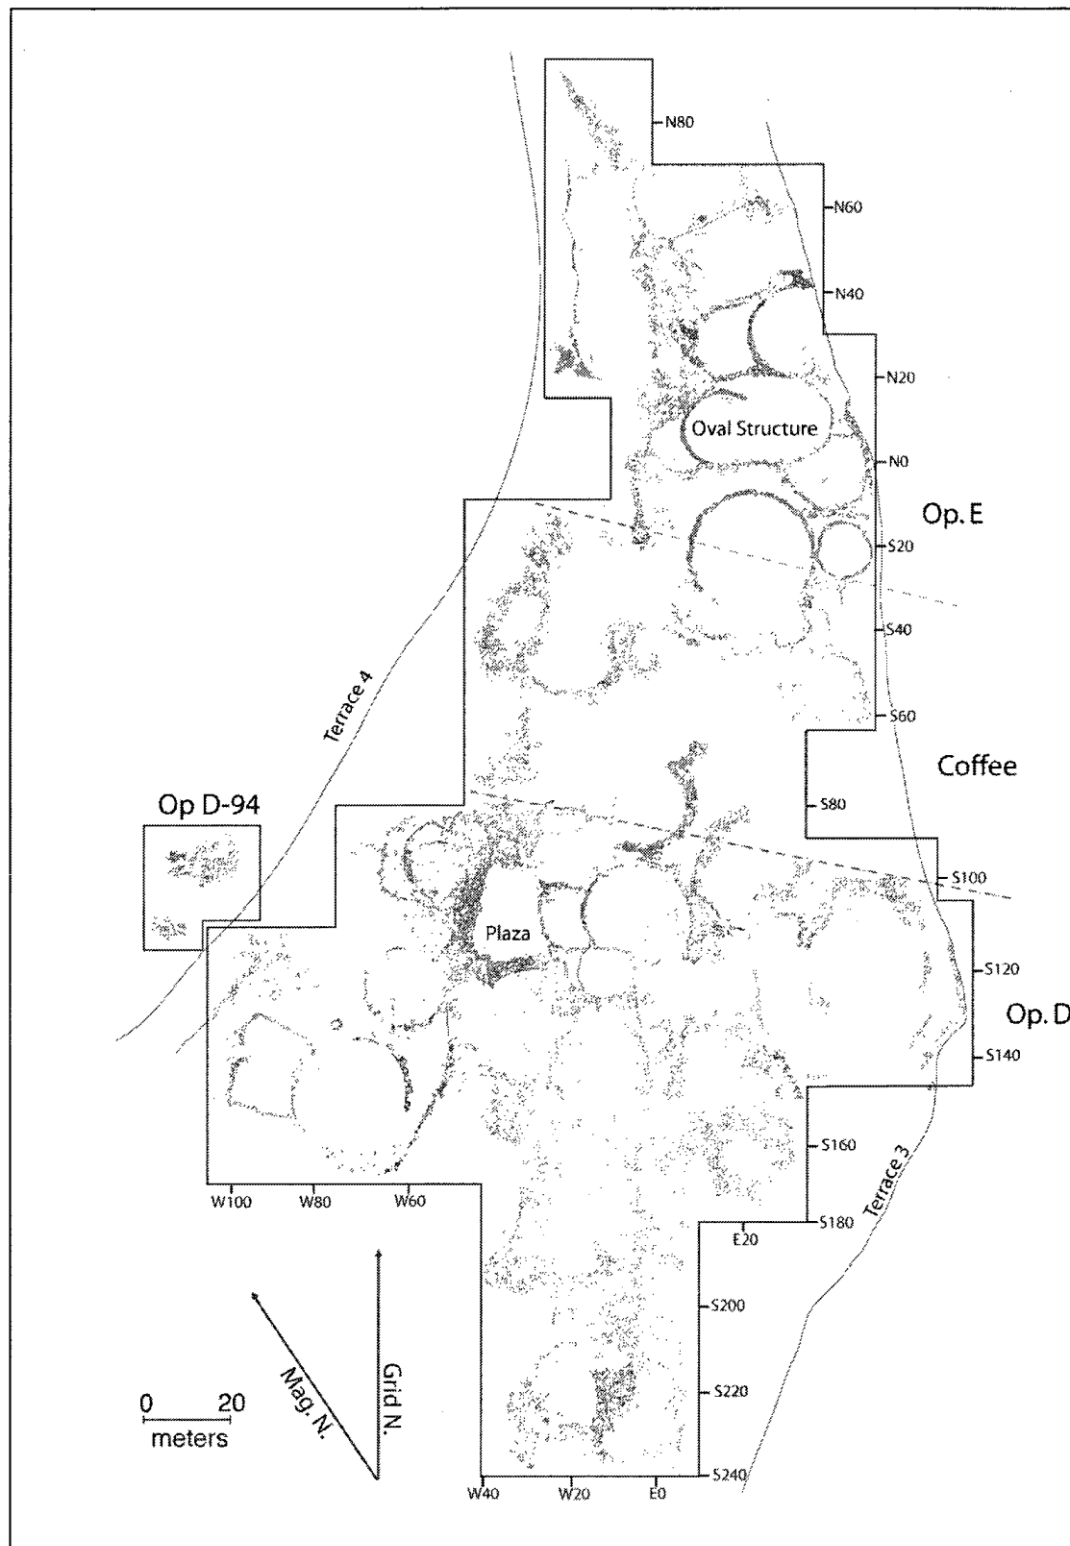 N80
N60
N40
N20
Oval Structure
N0
Op. E
S20
S40
Terrace 4
S60
Coffee
Op D-94
S80
S100
Plaza
S120
Op. D
S140
S160
Terrace 3
W100 W80 W60
S180
E20
S200
Mag. N.
Grid N.
0 20
meters
S220
S240
W40 W20 E0